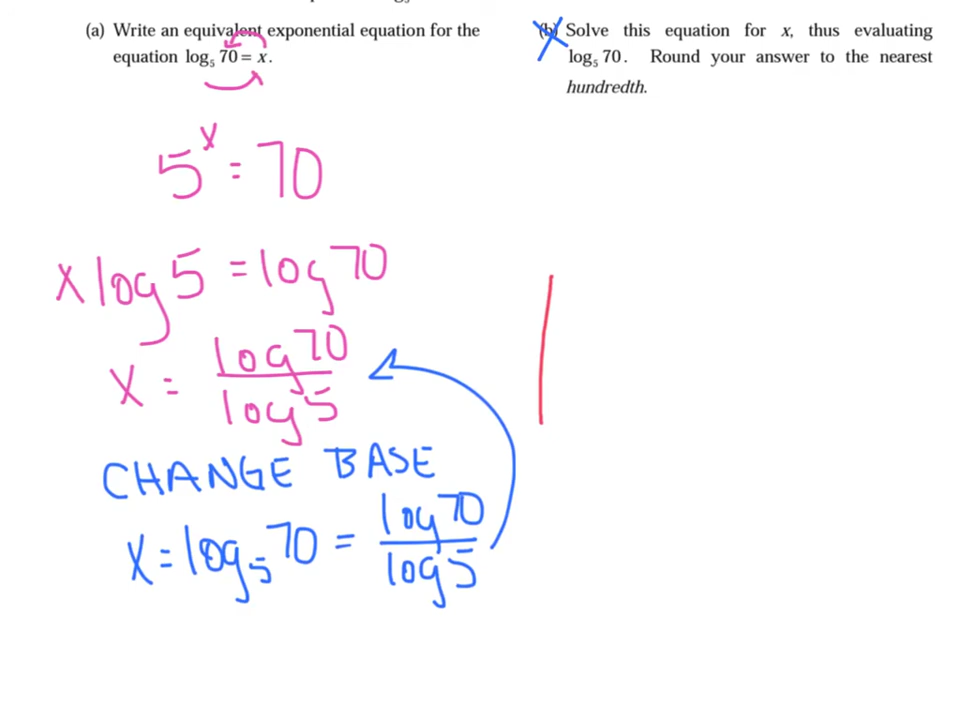 (a) Write an equivalent exponential equation for the
equation log₅ 70 = x.
5ˣ = 70
x log 5 = log 70
x = log 70 / log 5
CHANGE BASE
x = log₅ 70 = log 70 / log 5
(b) Solve this equation for x, thus evaluating
log₅ 70. Round your answer to the nearest
hundredth.